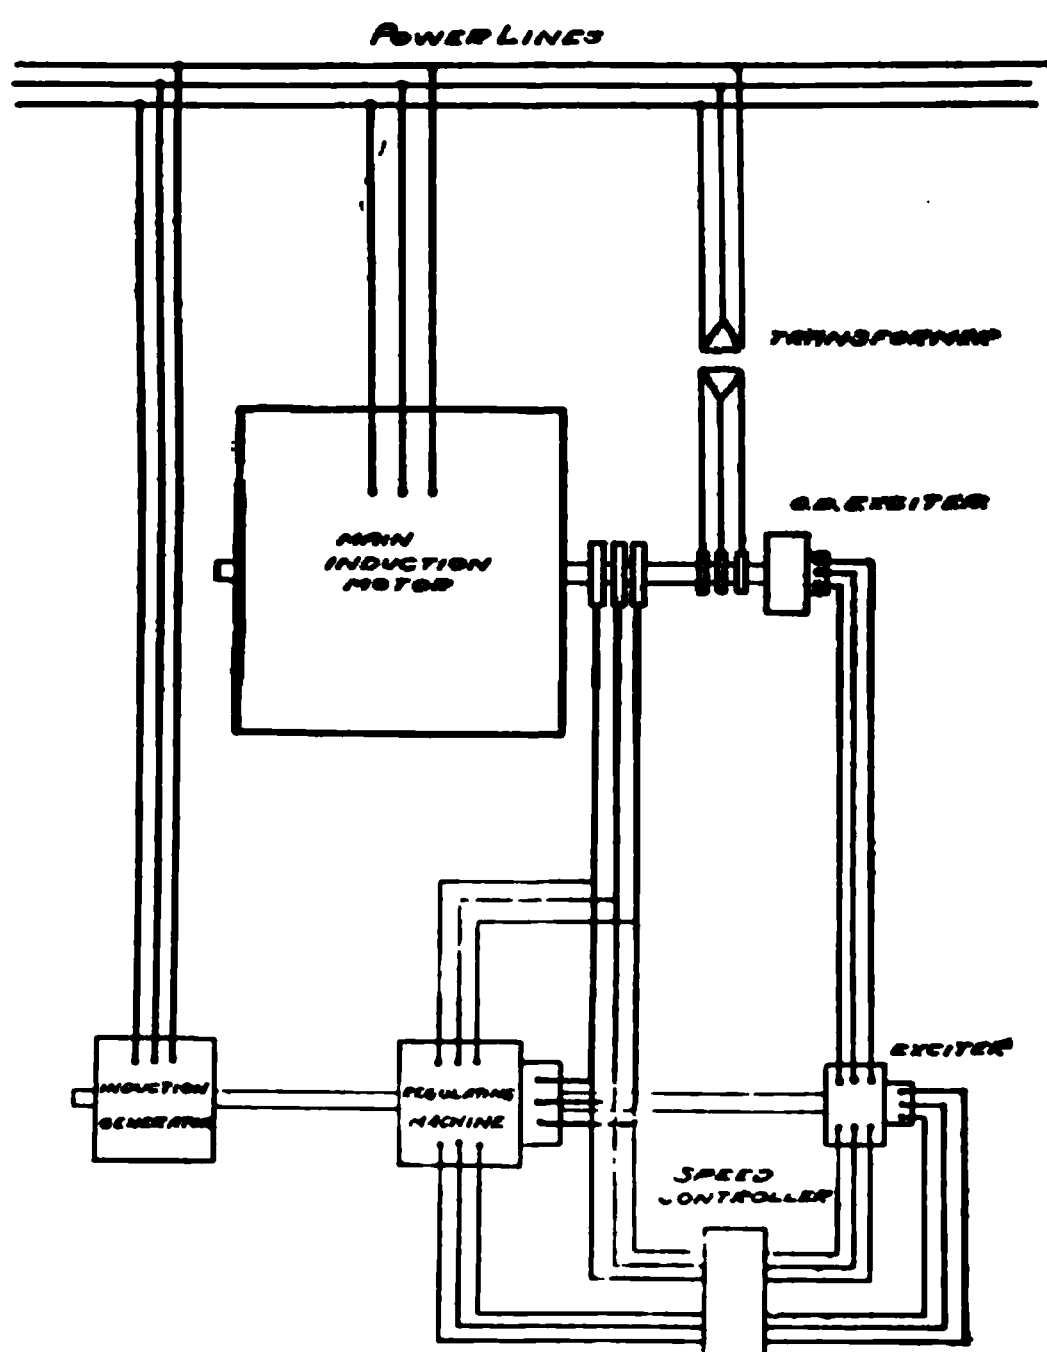 POWER LINES
TRANSFORMER
O.D. EXCITER
MAIN
INDUCTION
MOTOR
EXCITER
INDUCTION
GENERATOR
REGULATING
MACHINE
SPEED
CONTROLLER